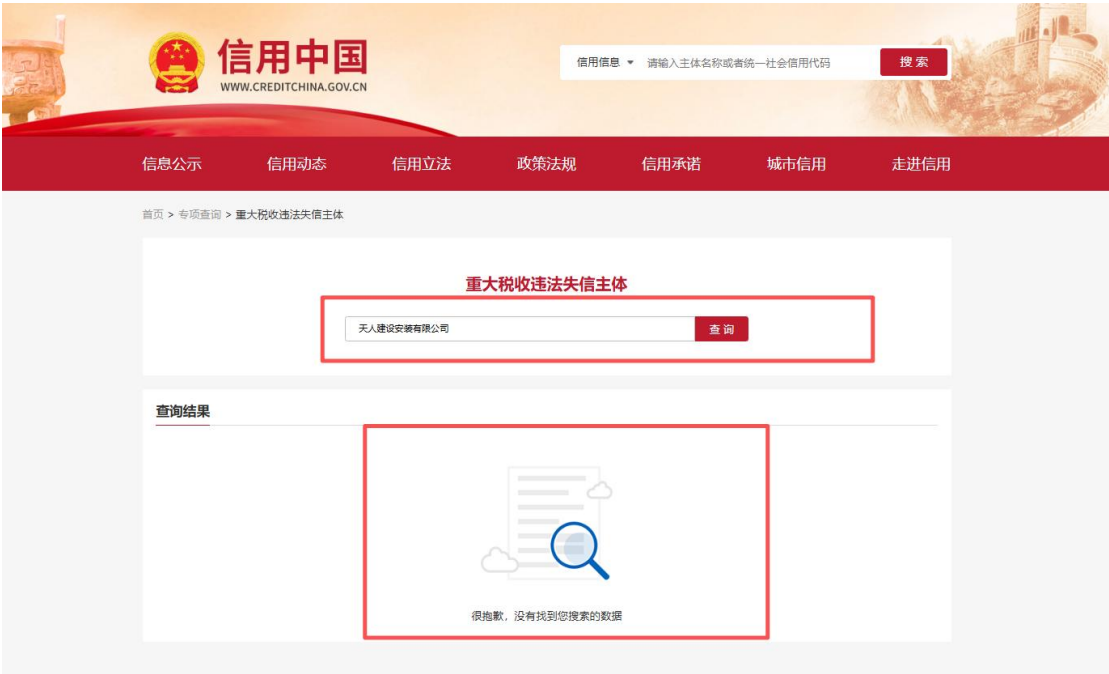 信用中国
WWW.CREDITCHINA.GOV.CN
信用信息 请输入主体名称或者统一社会信用代码 搜索
信息公示 信用动态 信用立法 政策法规 信用承诺 城市信用 走进信用
首页 > 专项查询 > 重大税收违法失信主体
重大税收违法失信主体
天人建设安装有限公司 查询
查询结果
很抱歉，没有找到您搜索的数据